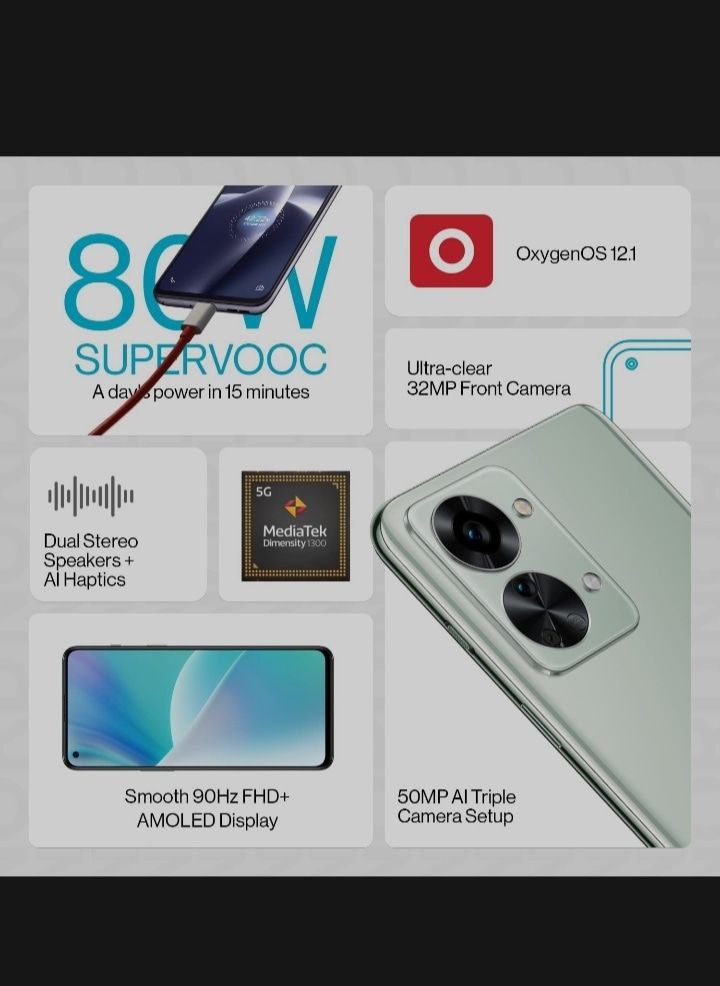 80W
SUPERVOOC
A day's power in 15 minutes
OxygenOS 12.1
Ultra-clear
32MP Front Camera
Dual Stereo
Speakers +
AI Haptics
5G
MediaTek
Dimensity 1300
Smooth 90Hz FHD+
AMOLED Display
50MP AI Triple
Camera Setup